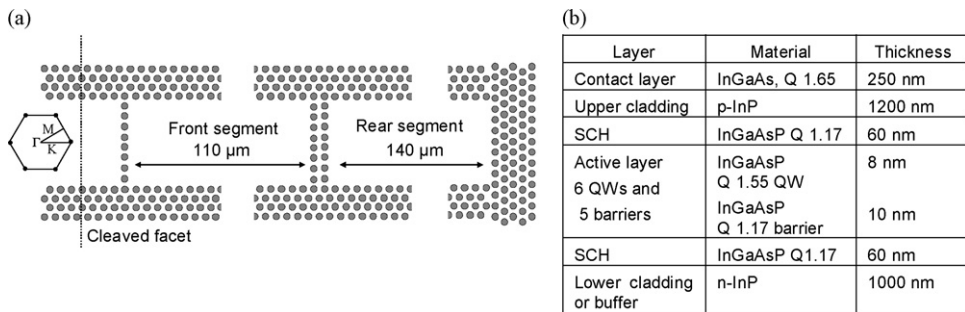 (a)
M
Γ
K
Front segment
110 μm
Rear segment
140 μm
Cleaved facet
(b)
Layer Material Thickness
Contact layer InGaAs, Q 1.65 250 nm
Upper cladding p-InP 1200 nm
SCH InGaAsP Q 1.17 60 nm
Active layer InGaAsP 8 nm
6 QWs and Q 1.55 QW
5 barriers InGaAsP 10 nm
Q 1.17 barrier
SCH InGaAsP Q1.17 60 nm
Lower cladding n-InP 1000 nm
or buffer